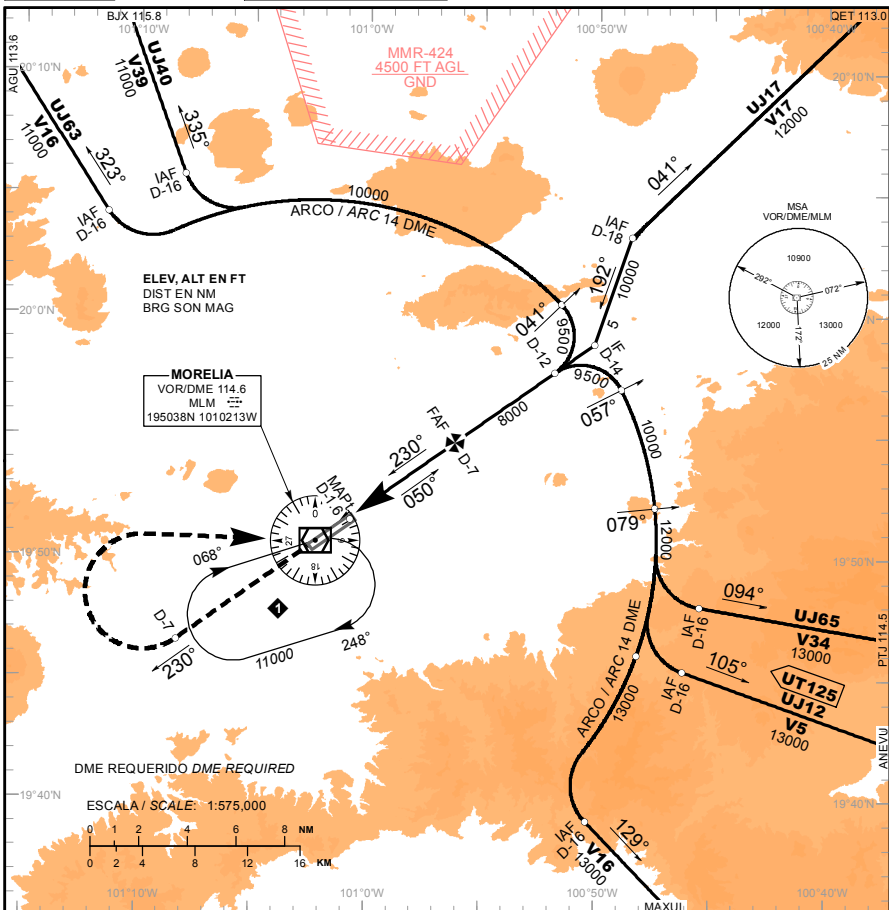 BJX 115.8
QET 113.0
AGU 113.6
101°10'W
101°0'W
100°50'W
100°40'W
20°10'N
20°10'N
UJ63
V16
11000
323°
IAF
D-16
UJ40
V39
11000
335°
IAF
D-16
MMR-424
4500 FT AGL
GND
UJ17
V17
12000
041°
IAF
D-18
192°
10000
5
IF
D-14
10000
ARCO / ARC 14 DME
MSA
VOR/DME/MLM
10900
292°
072°
12000
13000
172°
25 NM
ELEV, ALT EN FT
DIST EN NM
BRG SON MAG
20°0'N
041°
9500
D-12
9500
057°
MORELIA
VOR/DME 114.6
MLM
195038N 1010213W
8000
FAF
D-7
230°
050°
MAPt
D-1.6
10000
079°
12000
0
9
18
27
19°50'N
19°50'N
068°
1
248°
11000
D-7
230°
094°
IAF
D-16
UJ65
V34
13000
PTJ 114.5
105°
IAF
D-16
UT125
UJ12
V5
13000
ANEVU
ARCO / ARC 14 DME
13000
DME REQUERIDO DME REQUIRED
ESCALA / SCALE: 1:575,000
0 1 2 4 6 8 NM
0 2 4 8 12 16 KM
19°40'N
19°40'N
IAF
D-16
129°
V16
13000
MAXUL
101°10'W
101°0'W
100°50'W
100°40'W